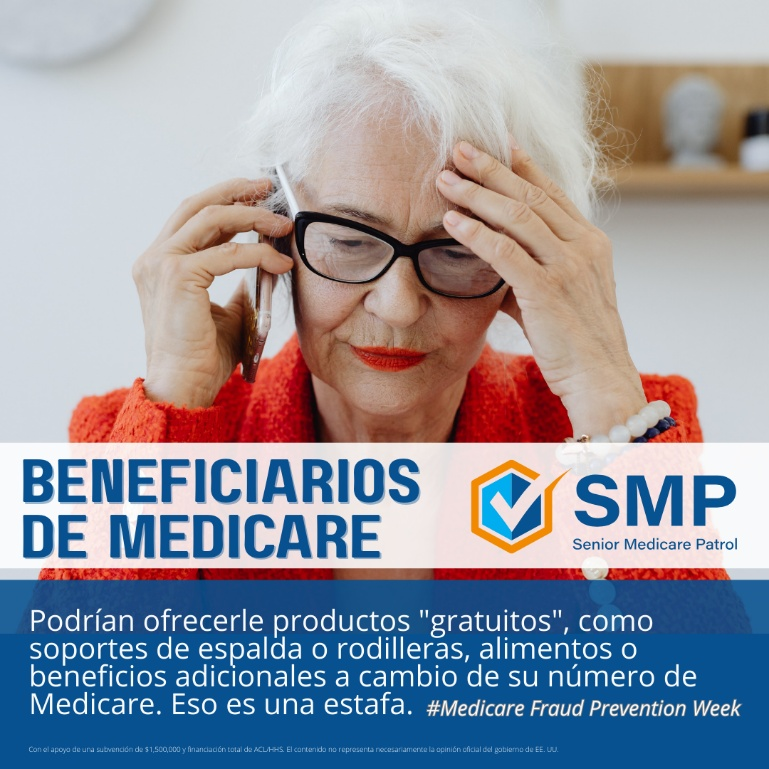 BENEFICIARIOS
DE MEDICARE
SMP
Senior Medicare Patrol
Podrían ofrecerle productos "gratuitos", como
soportes de espalda o rodilleras, alimentos o
beneficios adicionales a cambio de su número de
Medicare. Eso es una estafa. #Medicare Fraud Prevention Week
Con el apoyo de una subvención de $1,500,000 y financiación total de ACL/HHS. El contenido no representa necesariamente la opinión oficial del gobierno de EE. UU.